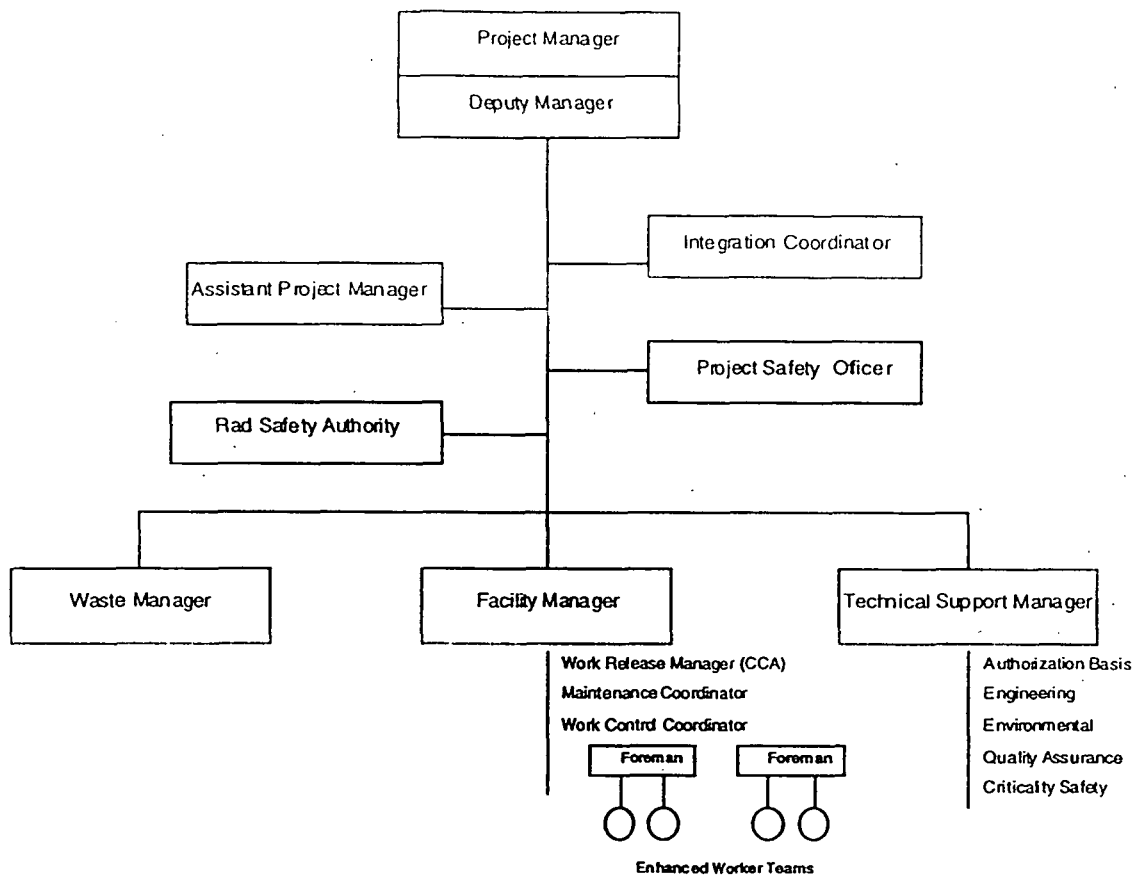 Project Manager
Deputy Manager
Integration Coordinator
Assistant Project Manager
Project Safety Oficer
Rad Safety Authority
Waste Manager
Facility Manager
Technical Support Manager
Work Release Manager (CCA)
Maintenance Coordinator
Work Control Coordinator
Foreman
Foreman
Enhanced Worker Teams
Authorization Basis
Engineering
Environmental
Quality Assurance
Criticality Safety